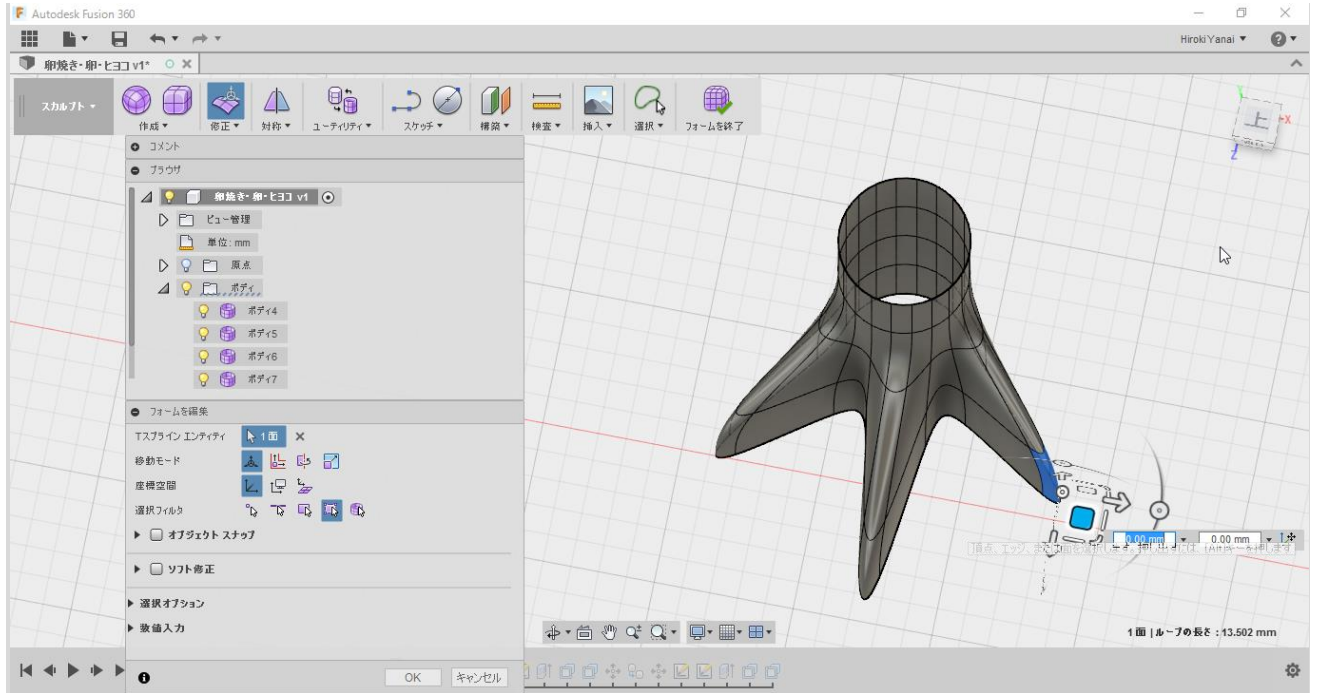 Autodesk Fusion 360
HirokiYanai
卵焼き・卵・ヒヨコ v1*
スカルプト
作成 修正 対称 ユーティリティ スケッチ 構築 検査 挿入 選択 フォームを終了
コメント
ブラウザ
卵焼き・卵・ヒヨコ v1
ビュー管理
単位: mm
原点
ボディ
ボディ4
ボディ5
ボディ6
ボディ7
フォームを編集
Tスプライン エンティティ 1 面
移動モード
座標空間
選択フィルタ
オブジェクト スナップ
ソフト修正
選択オプション
数値入力
OK キャンセル
上
X
Y
Z
0.00 mm 0.00 mm
1 面 | ループの長さ : 13.502 mm